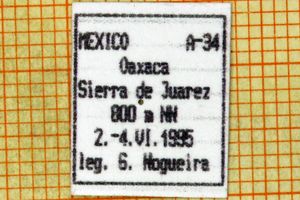 MEXICO A-34
Oaxaca
Sierra de Juarez
800 m NN
2.-4.VI.1995
leg. G. Nogueira